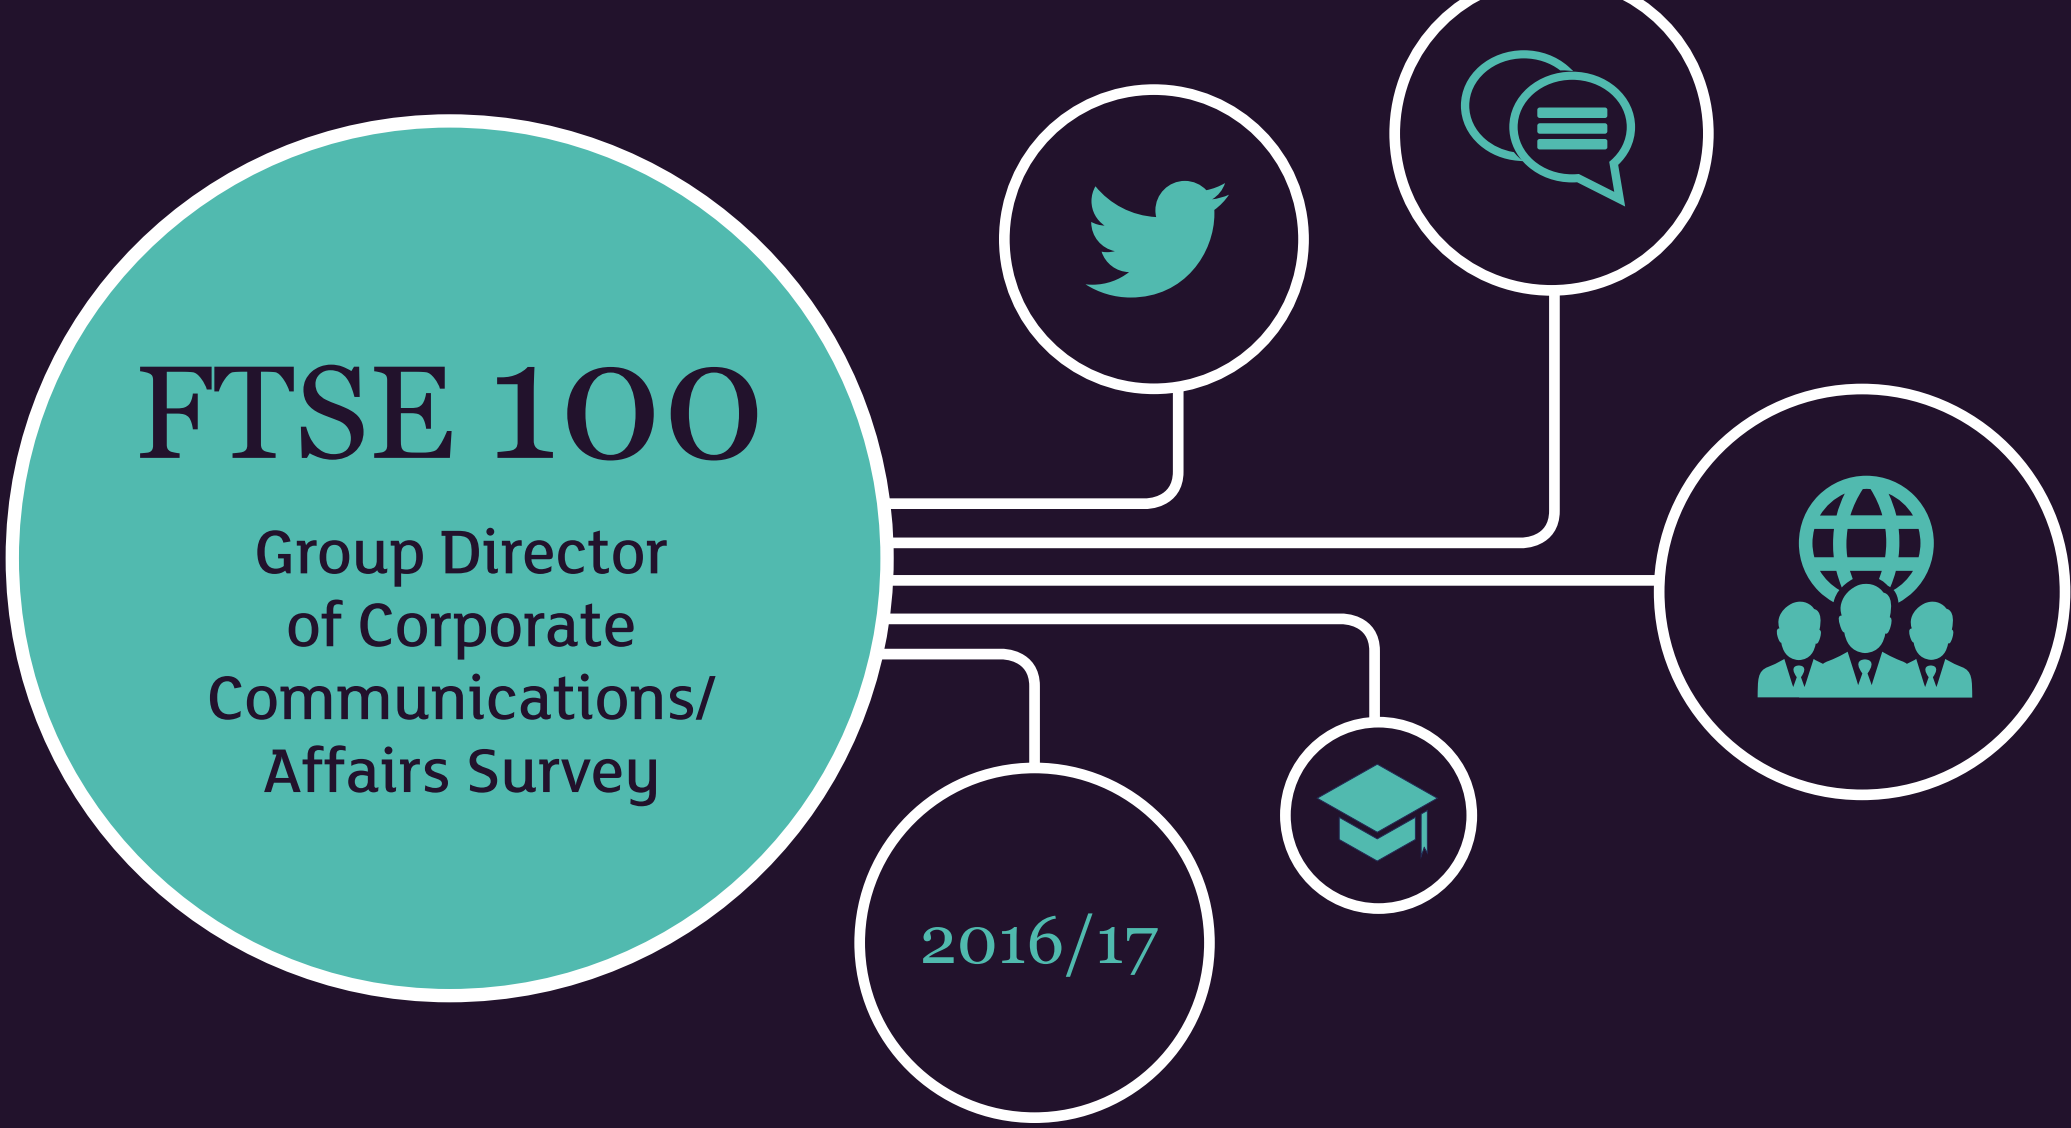 FTSE 100
Group Director
of Corporate
Communications/
Affairs Survey
2016/17